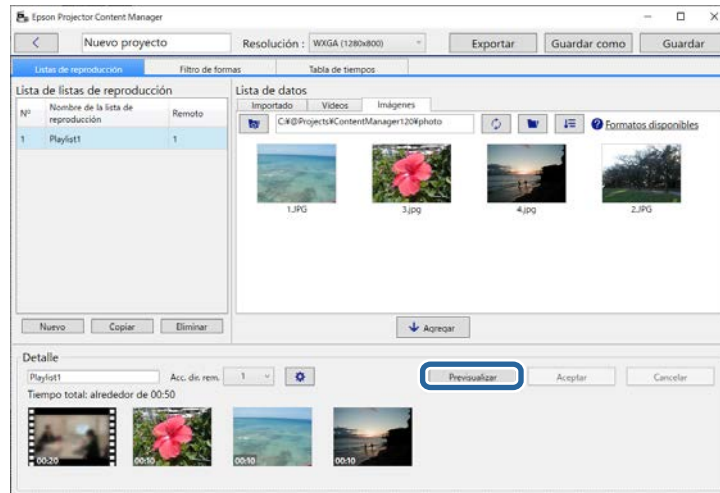 Epson Projector Content Manager
Nuevo proyecto
Resolución :
WXGA (1280x800)
Exportar
Guardar como
Guardar
Listas de reproducción
Filtro de formas
Tabla de tiempos
Lista de listas de reproducción
Nº
Nombre de la lista de
reproducción
Remoto
1
Playlist1
1
Nuevo
Copiar
Eliminar
Lista de datos
Importado
Vídeos
Imágenes
C:¥@Projects¥ContentManager120¥photo
Formatos disponibles
1.JPG
3.jpg
4.jpg
2.JPG
Agregar
Detalle
Playlist1
Acc. dir. rem.
1
Previsualizar
Aceptar
Cancelar
Tiempo total: alrededor de 00:50
00:20
00:10
00:10
00:10